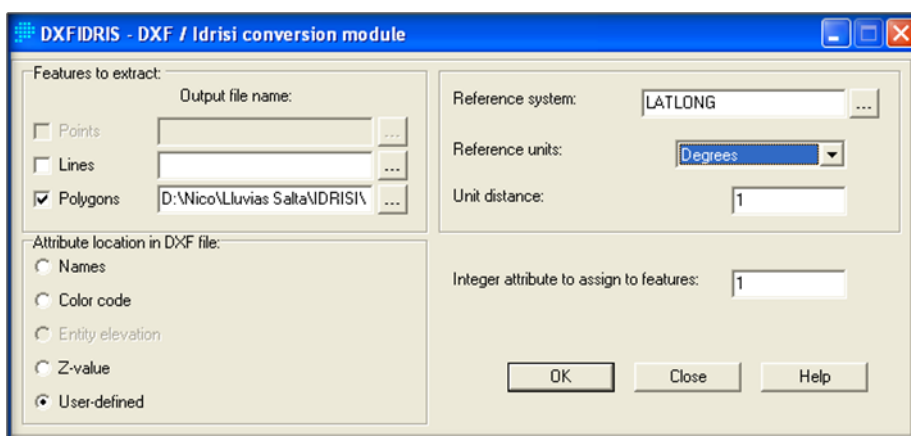 DXFIDRIS - DXF / Idrisi conversion module
Features to extract:
Output file name:
Points
...
Lines
...
Polygons
D:\Nico\Lluvias Salta\IDRISI\
...
Attribute location in DXF file:
Names
Color code
Entity elevation
Z-value
User-defined
Reference system:
LATLONG
...
Reference units:
Degrees
Unit distance:
1
Integer attribute to assign to features:
1
OK
Close
Help